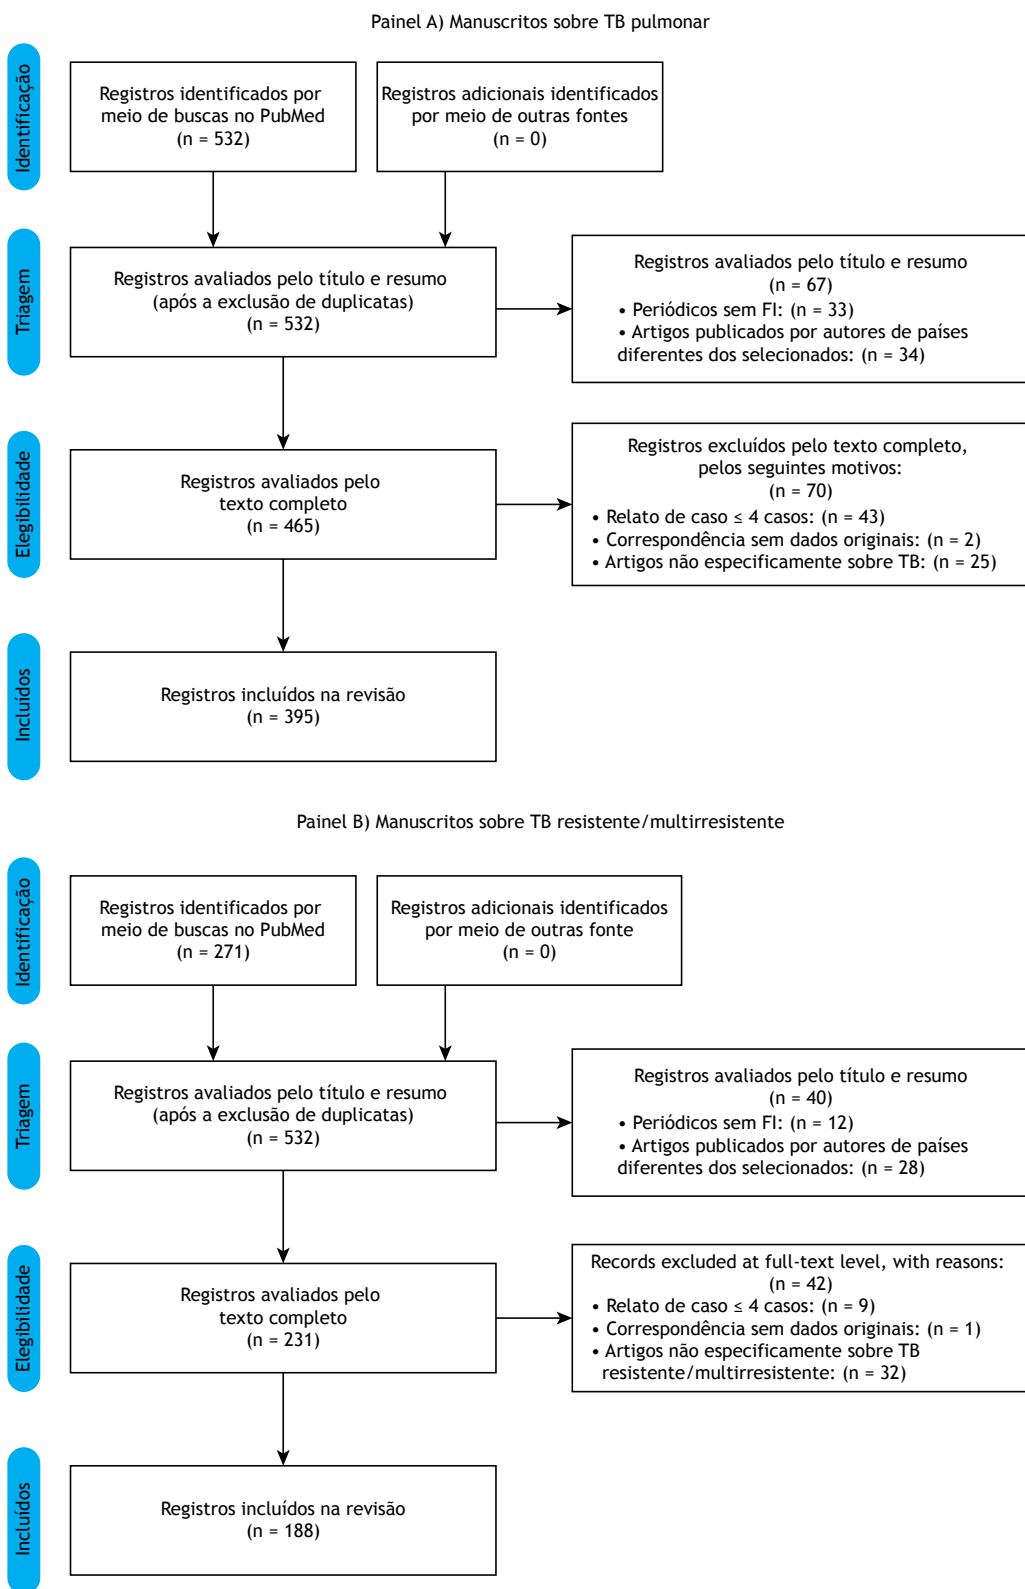 Painel A) Manuscritos sobre TB pulmonar
Identificação
Registros identificados por
meio de buscas no PubMed
(n = 532)
Registros adicionais identificados
por meio de outras fontes
(n = 0)
Triagem
Registros avaliados pelo título e resumo
(após a exclusão de duplicatas)
(n = 532)
Registros avaliados pelo título e resumo
(n = 67)
• Periódicos sem FI: (n = 33)
• Artigos publicados por autores de países
diferentes dos selecionados: (n = 34)
Elegibilidade
Registros avaliados pelo
texto completo
(n = 465)
Registros excluídos pelo texto completo,
pelos seguintes motivos:
(n = 70)
• Relato de caso ≤ 4 casos: (n = 43)
• Correspondência sem dados originais: (n = 2)
• Artigos não especificamente sobre TB: (n = 25)
Incluídos
Registros incluídos na revisão
(n = 395)
Painel B) Manuscritos sobre TB resistente/multirresistente
Identificação
Registros identificados por
meio de buscas no PubMed
(n = 271)
Registros adicionais identificados
por meio de outras fonte
(n = 0)
Triagem
Registros avaliados pelo título e resumo
(após a exclusão de duplicatas)
(n = 532)
Registros avaliados pelo título e resumo
(n = 40)
• Periódicos sem FI: (n = 12)
• Artigos publicados por autores de países
diferentes dos selecionados: (n = 28)
Elegibilidade
Registros avaliados pelo
texto completo
(n = 231)
Records excluded at full-text level, with reasons:
(n = 42)
• Relato de caso ≤ 4 casos: (n = 9)
• Correspondência sem dados originais: (n = 1)
• Artigos não especificamente sobre TB
resistente/multirresistente: (n = 32)
Incluídos
Registros incluídos na revisão
(n = 188)